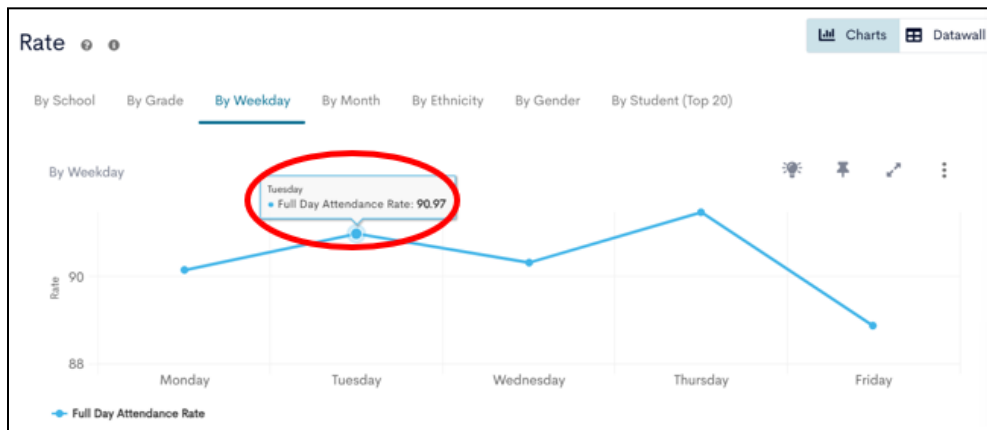 Rate
Charts
Datawall
By School By Grade By Weekday By Month By Ethnicity By Gender By Student (Top 20)
By Weekday
Tuesday
Full Day Attendance Rate: 90.97
90
Rate
88
Monday Tuesday Wednesday Thursday Friday
Full Day Attendance Rate